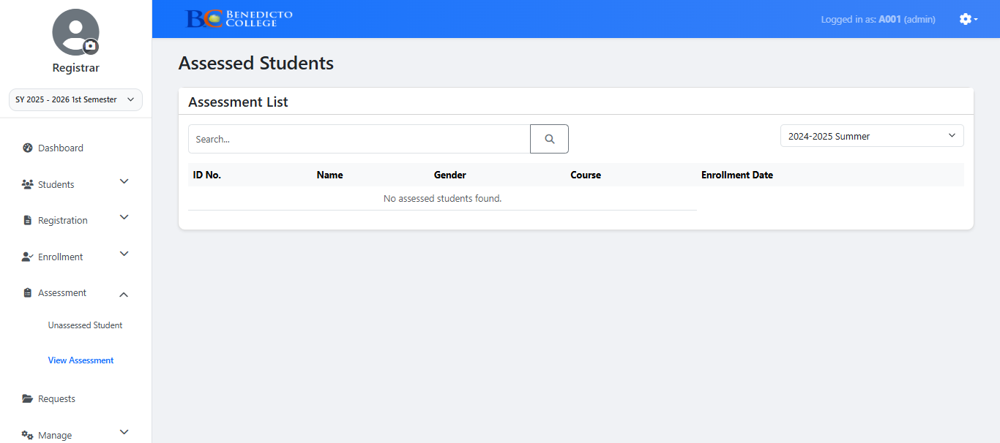 Registrar
SY 2025 - 2026 1st Semester
Dashboard
Students
Registration
Enrollment
Assessment
Unassessed Student
View Assessment
Requests
Manage
BC BENEDICTO
COLLEGE
Logged in as: A001 (admin)
Assessed Students
Assessment List
Search...
2024-2025 Summer
ID No. Name Gender Course Enrollment Date
No assessed students found.